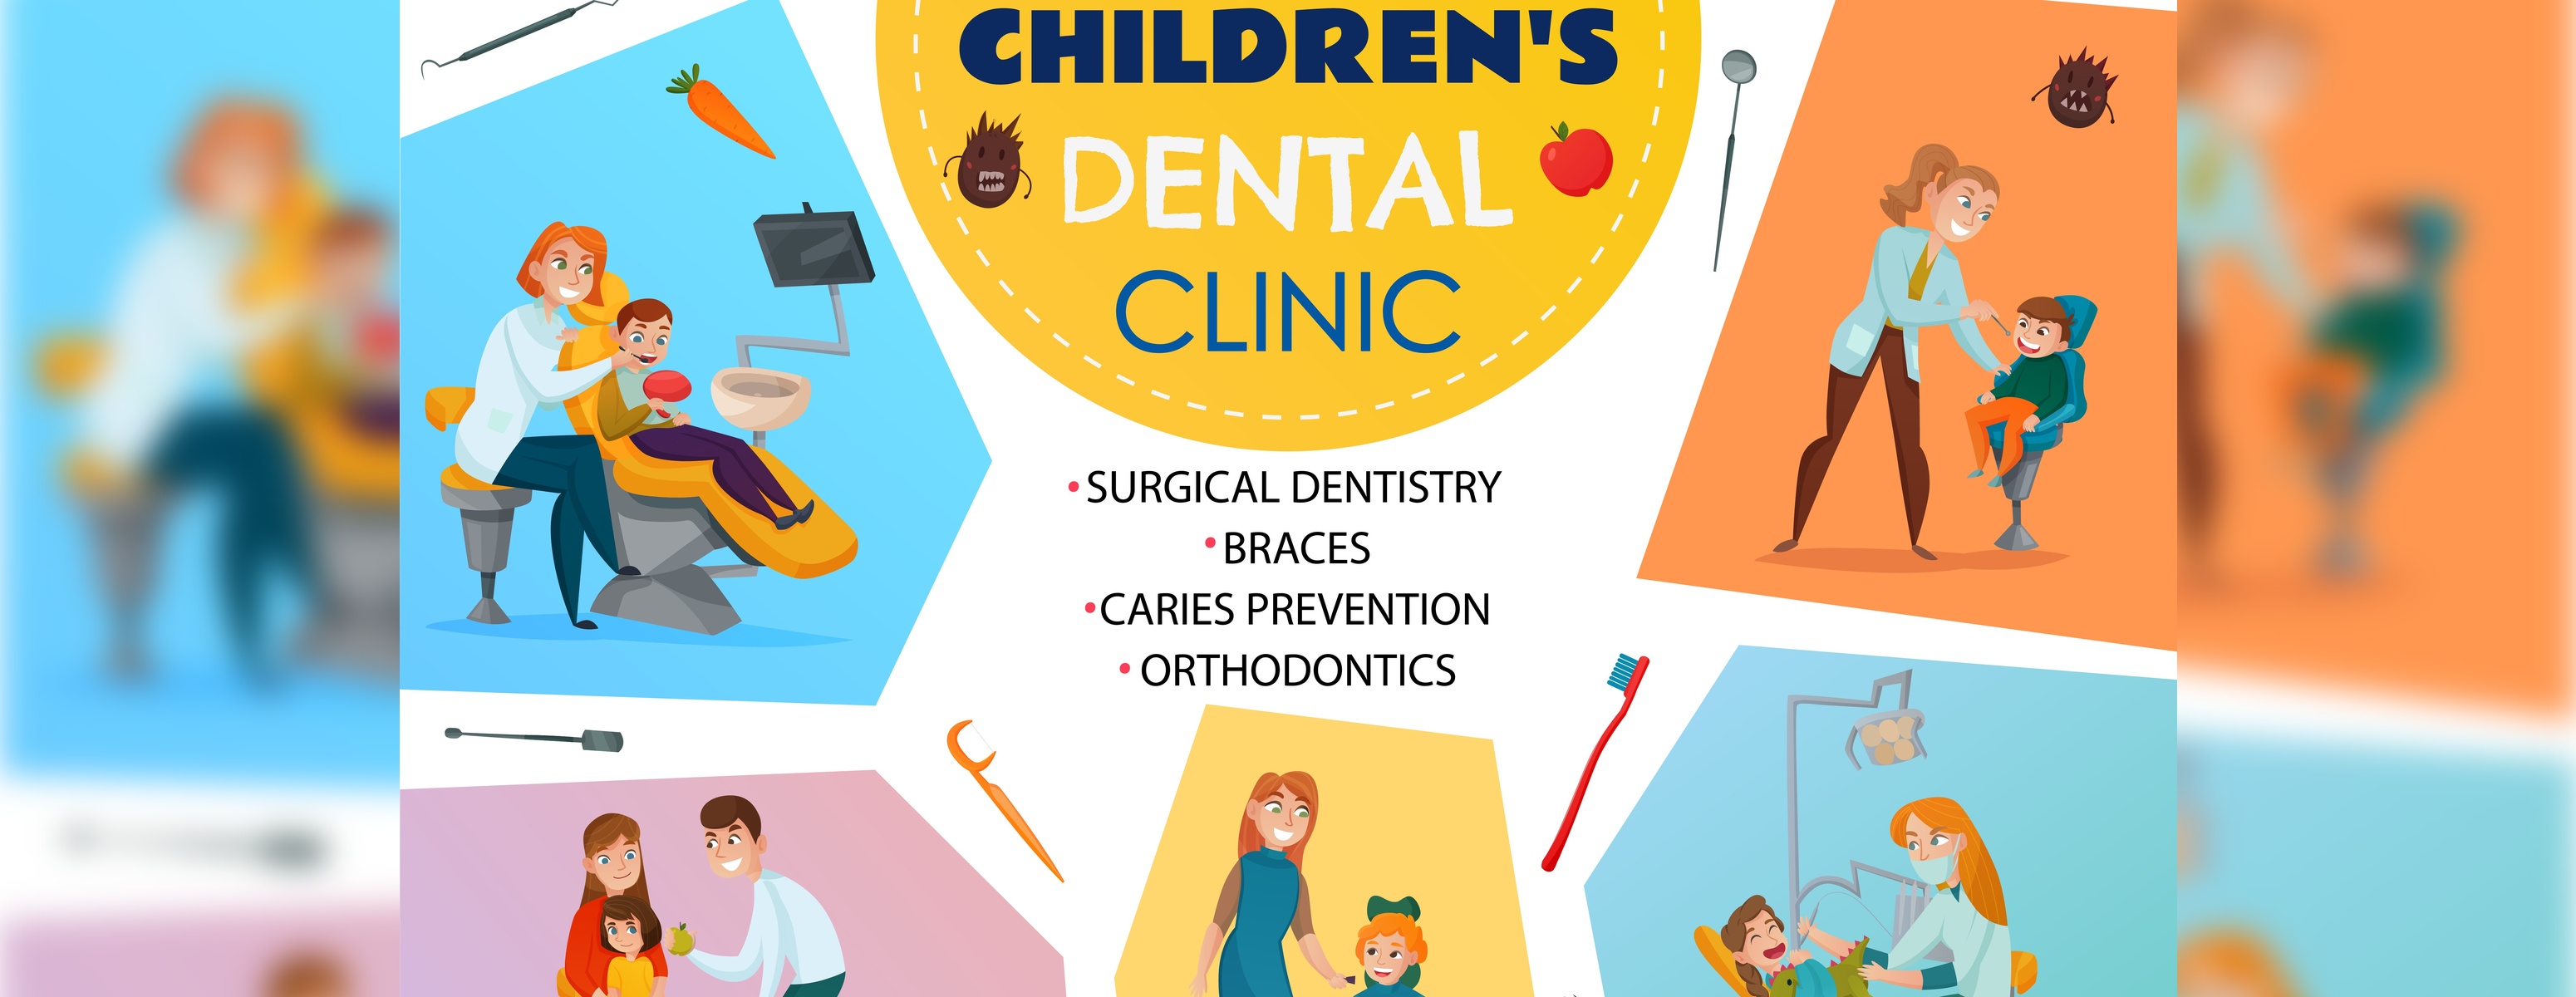 CHILDREN'S
DENTAL
CLINIC
• SURGICAL DENTISTRY
• BRACES
• CARIES PREVENTION
• ORTHODONTICS